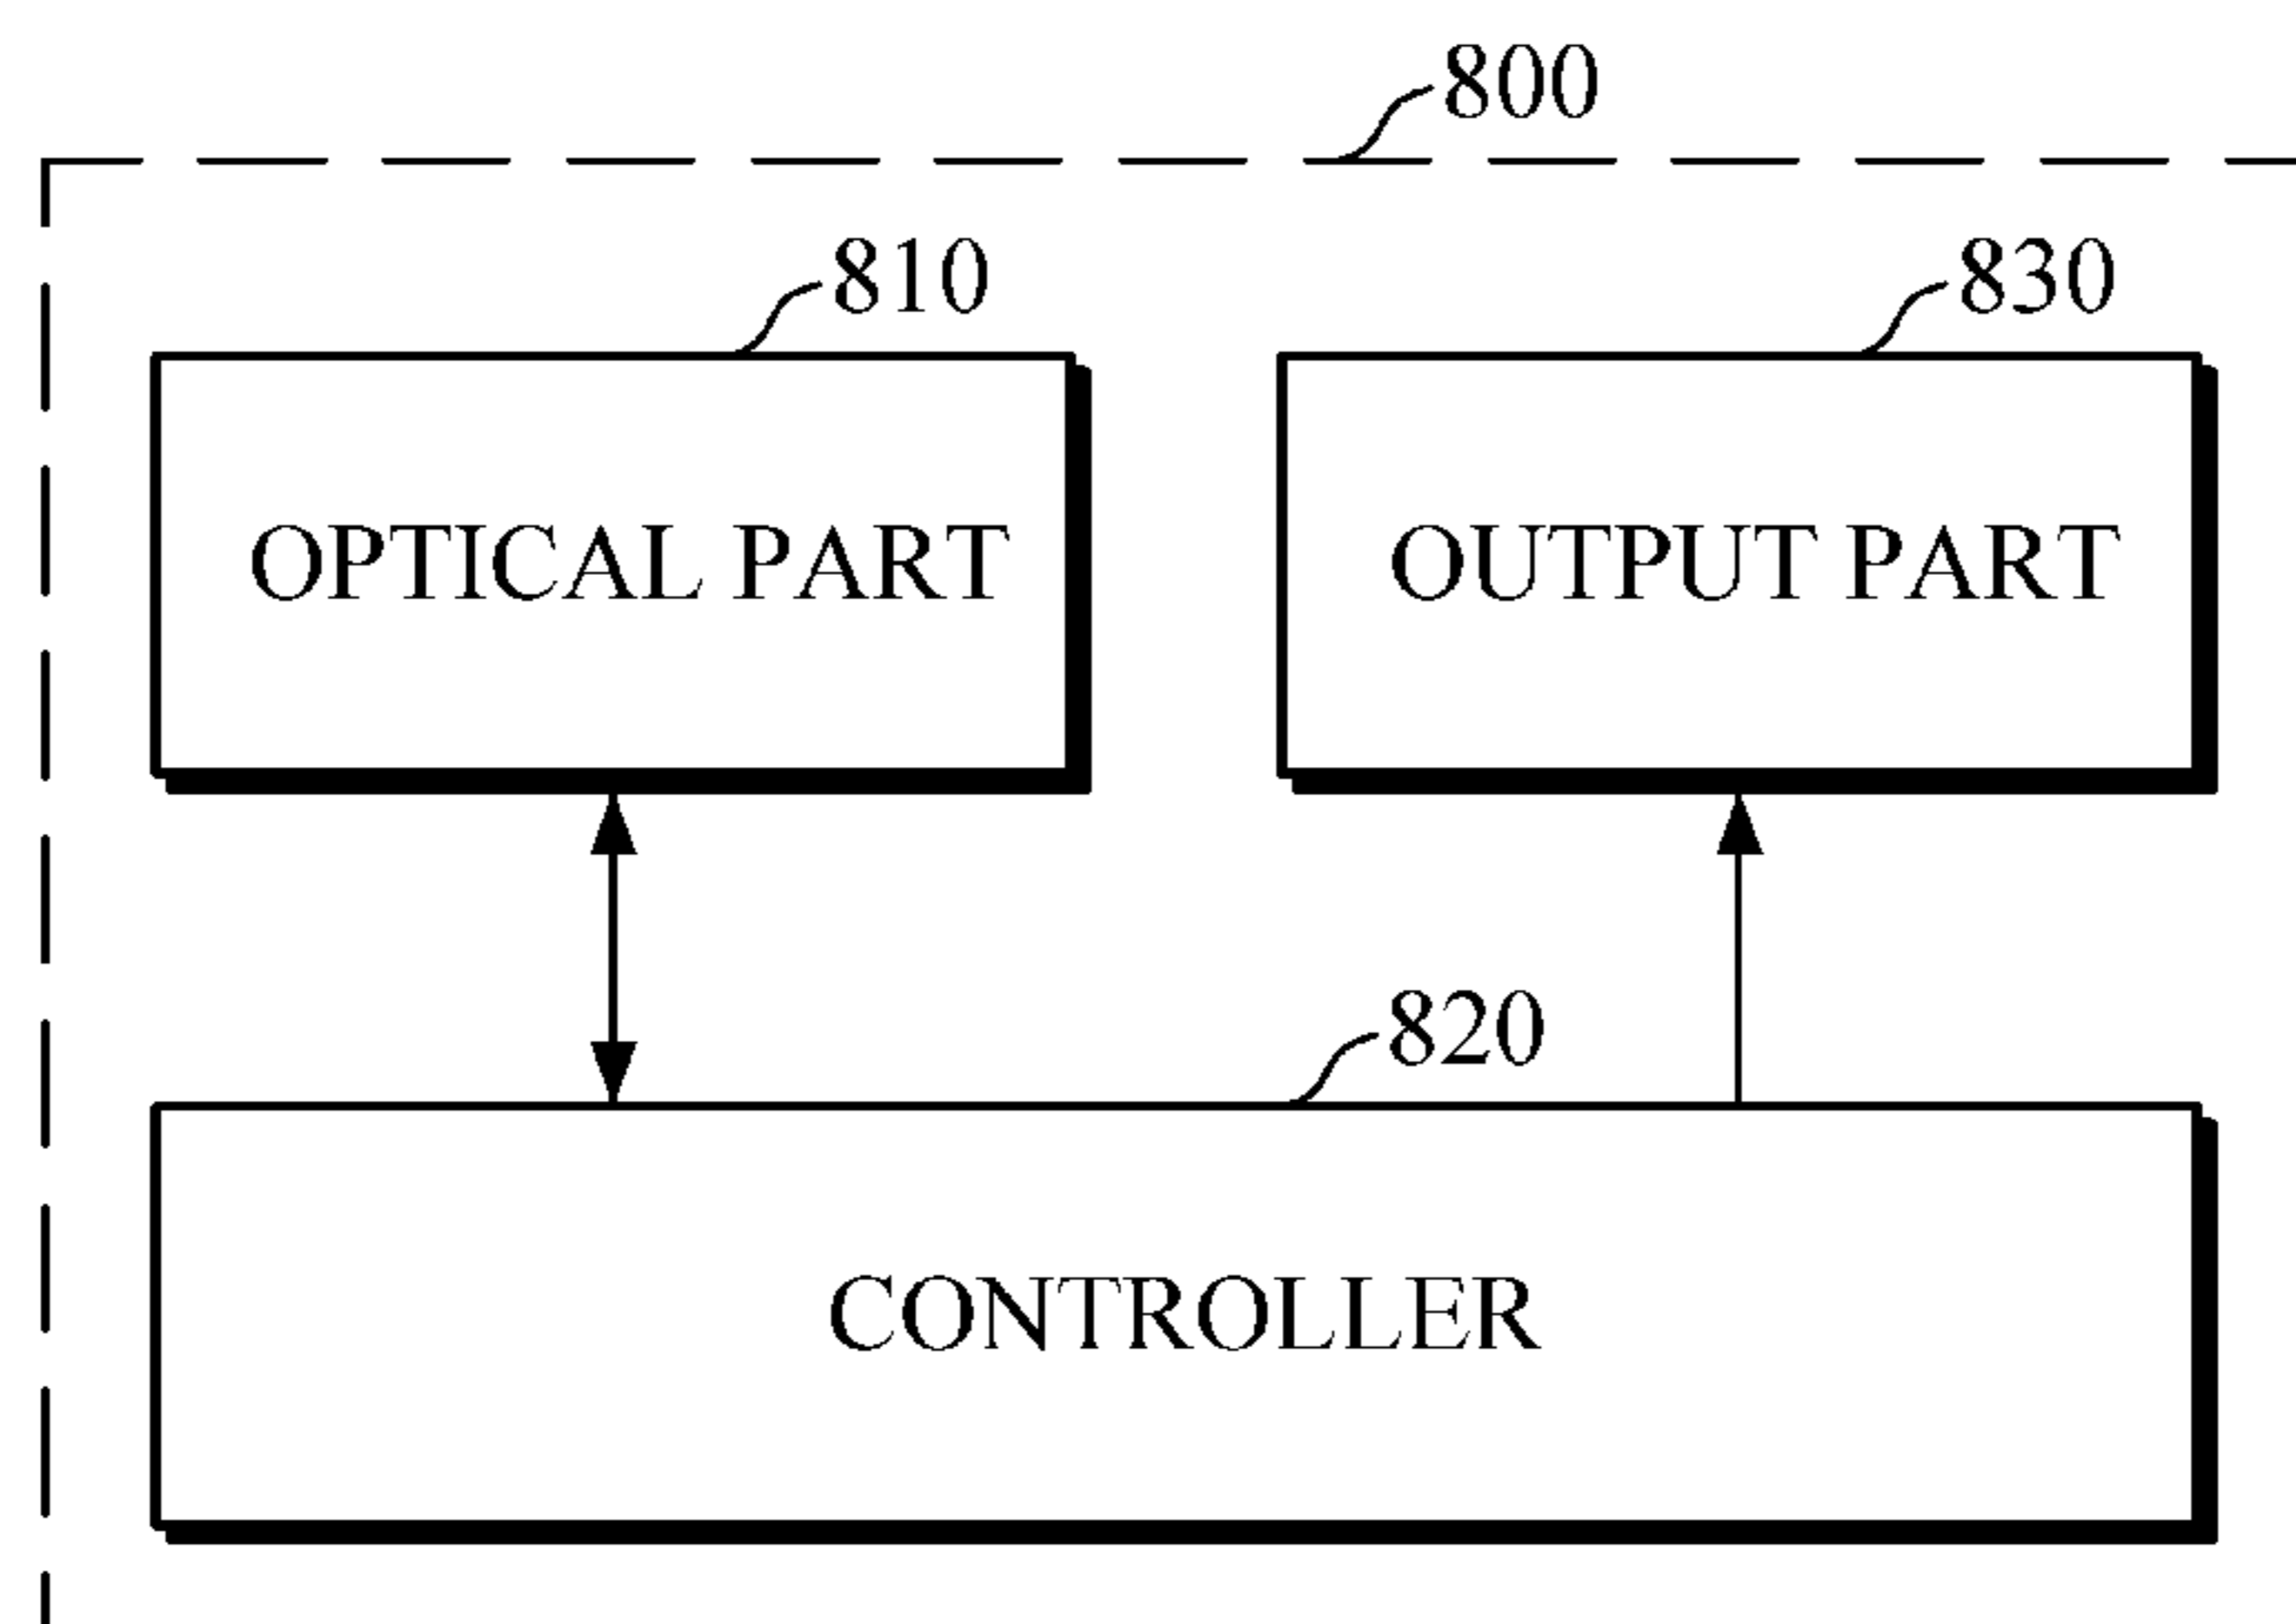 800
810
830
OPTICAL PART
OUTPUT PART
820
CONTROLLER